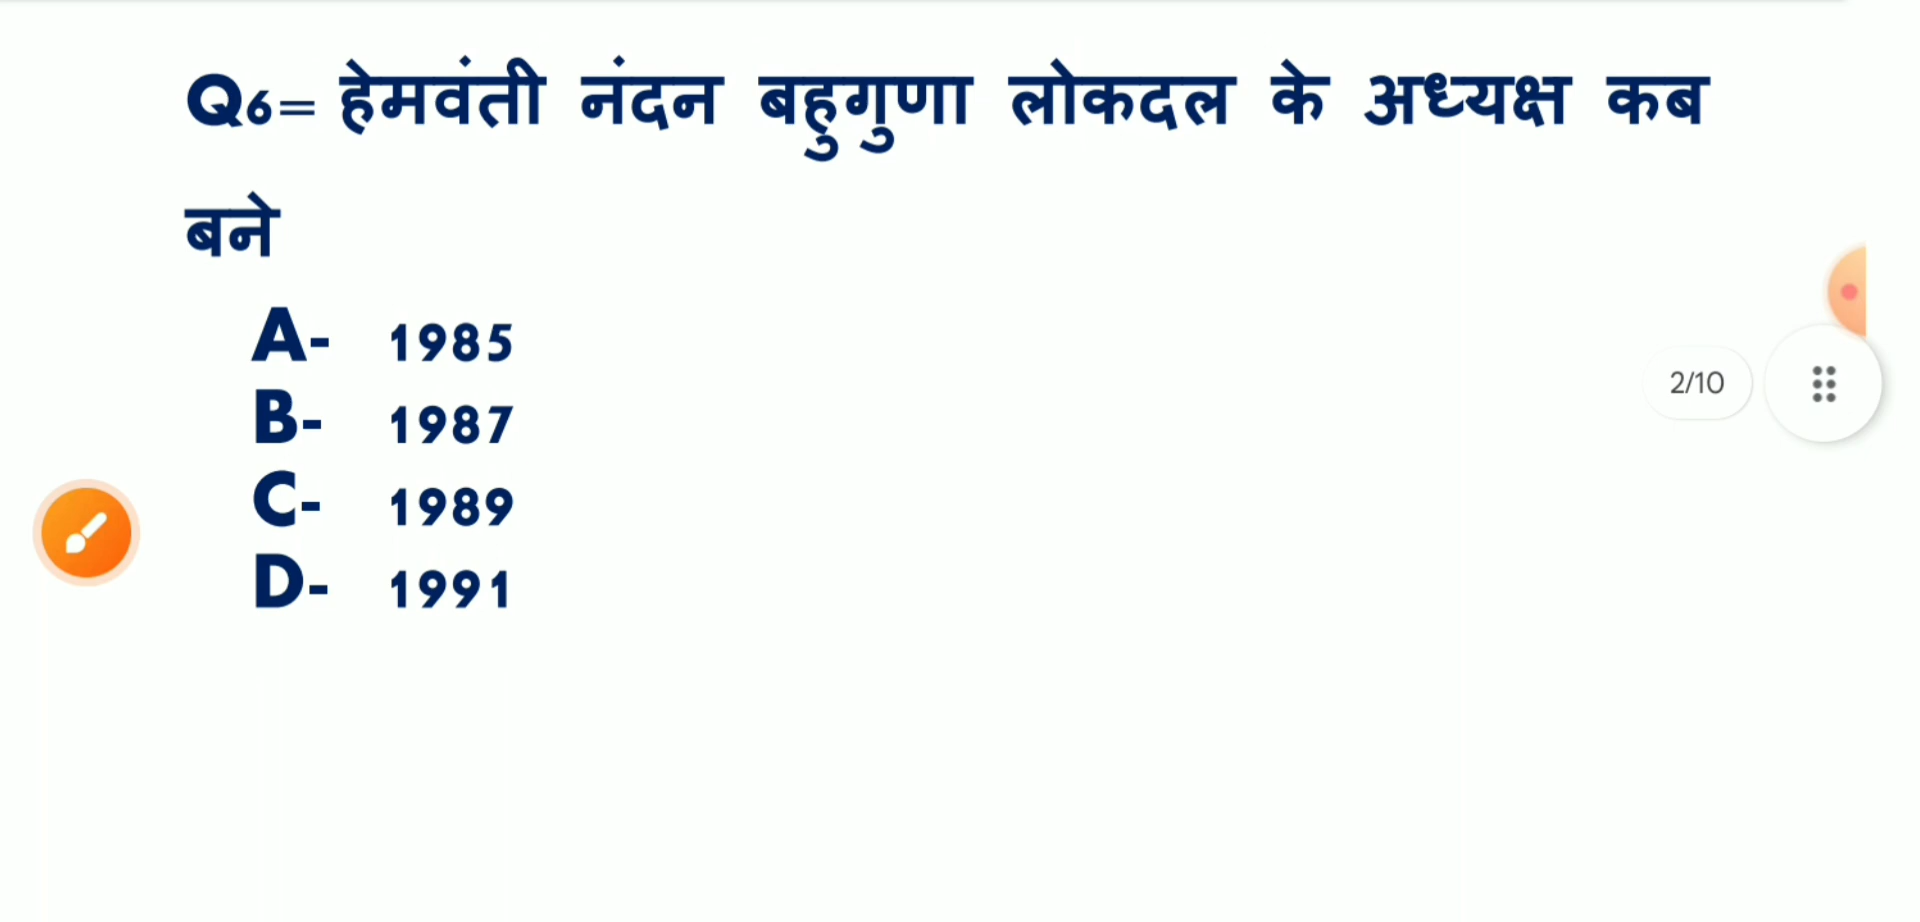 Q6= हेमवंती नंदन बहुगुणा लोकदल के अध्यक्ष कब
बने
A- 1985
B- 1987
2/10
C- 1989
D- 1991